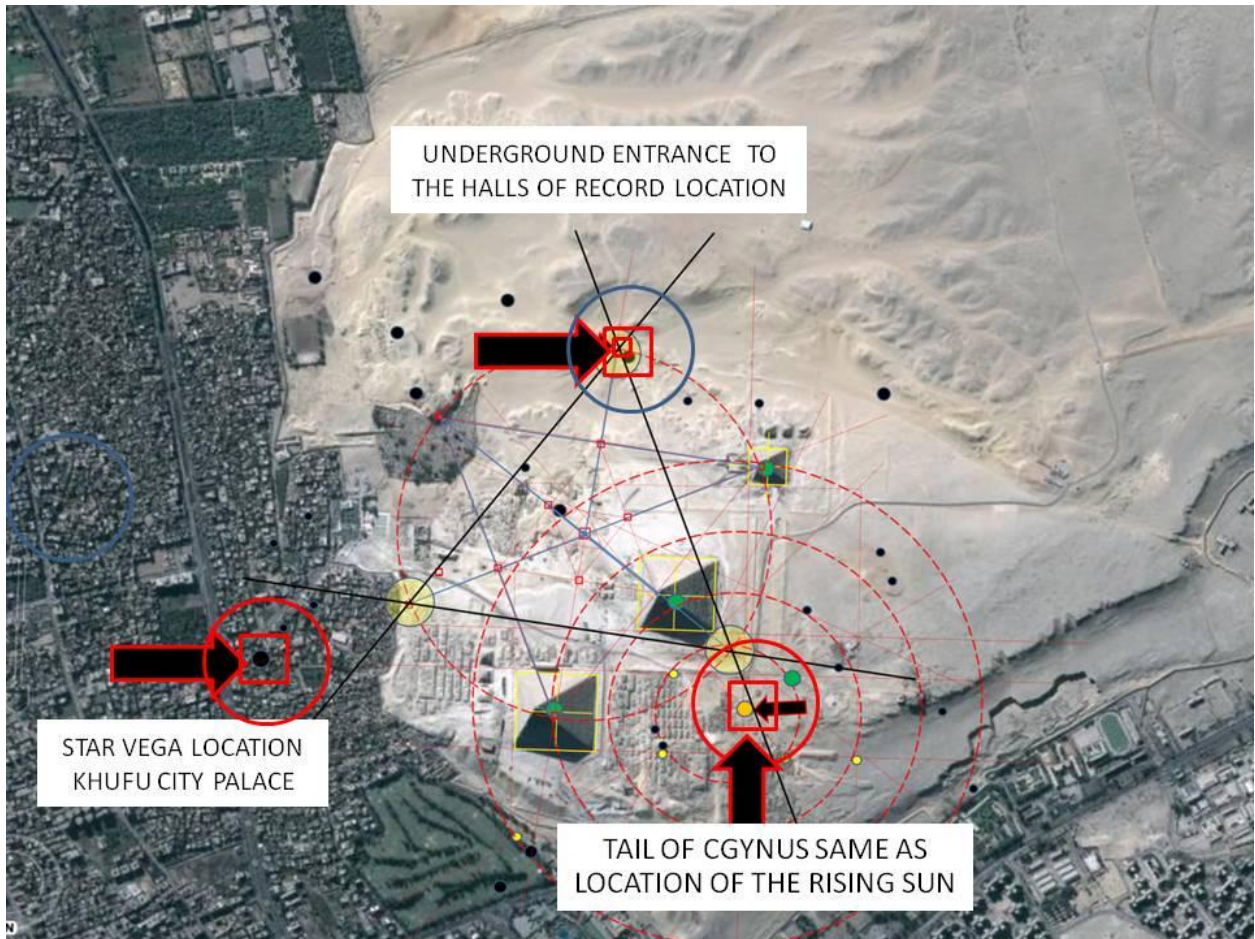 UNDERGROUND ENTRANCE TO
THE HALLS OF RECORD LOCATION
STAR VEGA LOCATION
KHUFU CITY PALACE
TAIL OF CGYNUS SAME AS
LOCATION OF THE RISING SUN
N